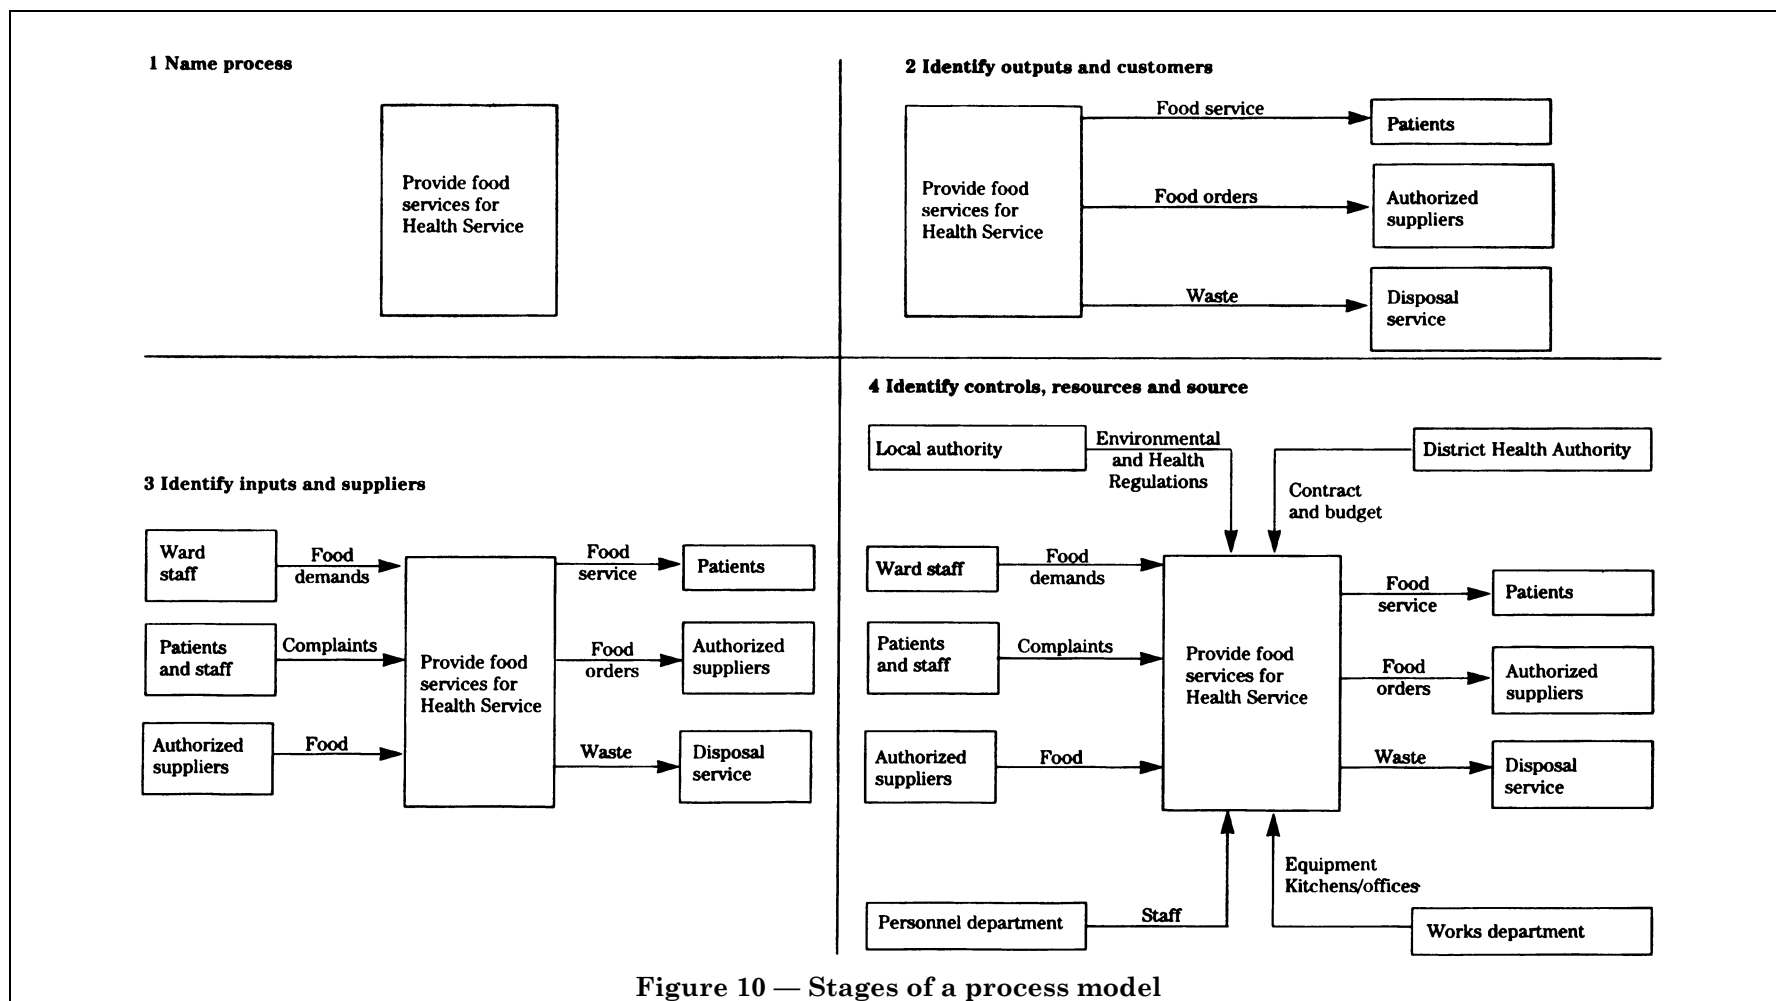 1 Name process
Provide food
services for
Health Service
2 Identify outputs and customers
Provide food
services for
Health Service
Food service
Patients
Food orders
Authorized
suppliers
Waste
Disposal
service
3 Identify inputs and suppliers
Ward
staff
Food
demands
Patients
and staff
Complaints
Authorized
suppliers
Food
Provide food
services for
Health Service
Food
service
Patients
Food
orders
Authorized
suppliers
Waste
Disposal
service
4 Identify controls, resources and source
Local authority
Environmental
and Health
Regulations
District Health Authority
Contract
and budget
Ward staff
Food
demands
Patients
and staff
Complaints
Authorized
suppliers
Food
Provide food
services for
Health Service
Food
service
Patients
Food
orders
Authorized
suppliers
Waste
Disposal
service
Personnel department
Staff
Equipment
Kitchens/offices
Works department
Figure 10 — Stages of a process model